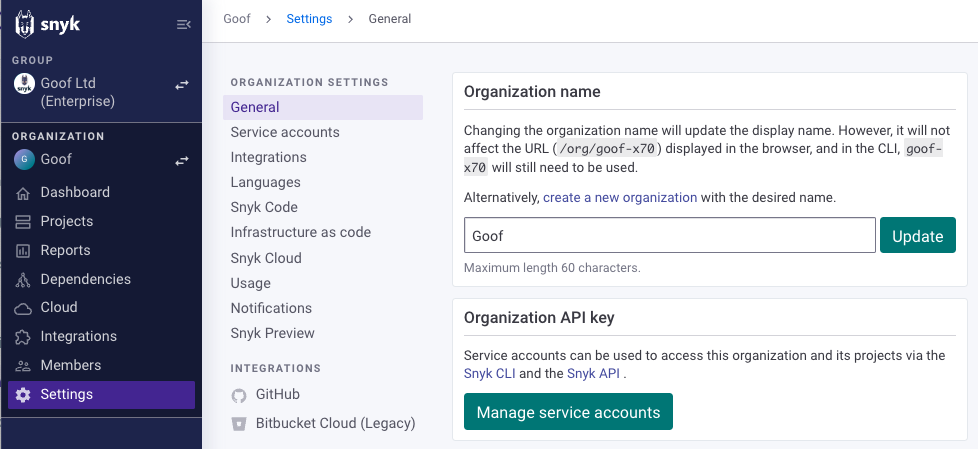 snyk
GROUP
snyk
Goof Ltd
(Enterprise)
ORGANIZATION
G
Goof
Dashboard
Projects
Reports
Dependencies
Cloud
Integrations
Members
Settings
Goof > Settings > General
ORGANIZATION SETTINGS
General
Service accounts
Integrations
Languages
Snyk Code
Infrastructure as code
Snyk Cloud
Usage
Notifications
Snyk Preview
INTEGRATIONS
GitHub
Bitbucket Cloud (Legacy)
Organization name
Changing the organization name will update the display name. However, it will not
affect the URL ( /org/goof-x70 ) displayed in the browser, and in the CLI, goof-
x70 will still need to be used.
Alternatively, create a new organization with the desired name.
Goof
Update
Maximum length 60 characters.
Organization API key
Service accounts can be used to access this organization and its projects via the
Snyk CLI and the Snyk API .
Manage service accounts